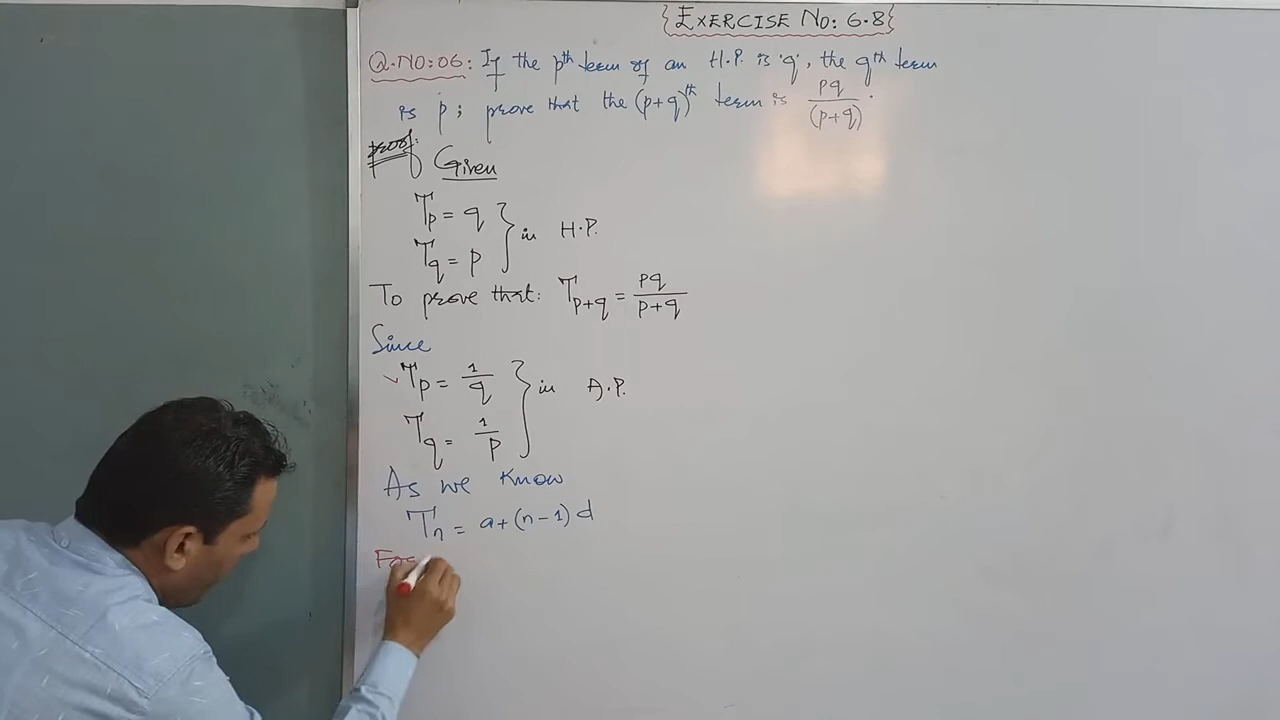 {EXERCISE NO: 6.8}
Q.NO:06: If the pth term of an H.P. is 'q', the qth term
is p; prove that the (p+q)th term is pq/(p+q).
proof: Given
Tp = q
Tq = p } in H.P.
To prove that: Tp+q = pq/p+q
Since
✓ Tp = 1/q
Tq = 1/p } in A.P.
As we know
Tn = a+(n-1)d
For